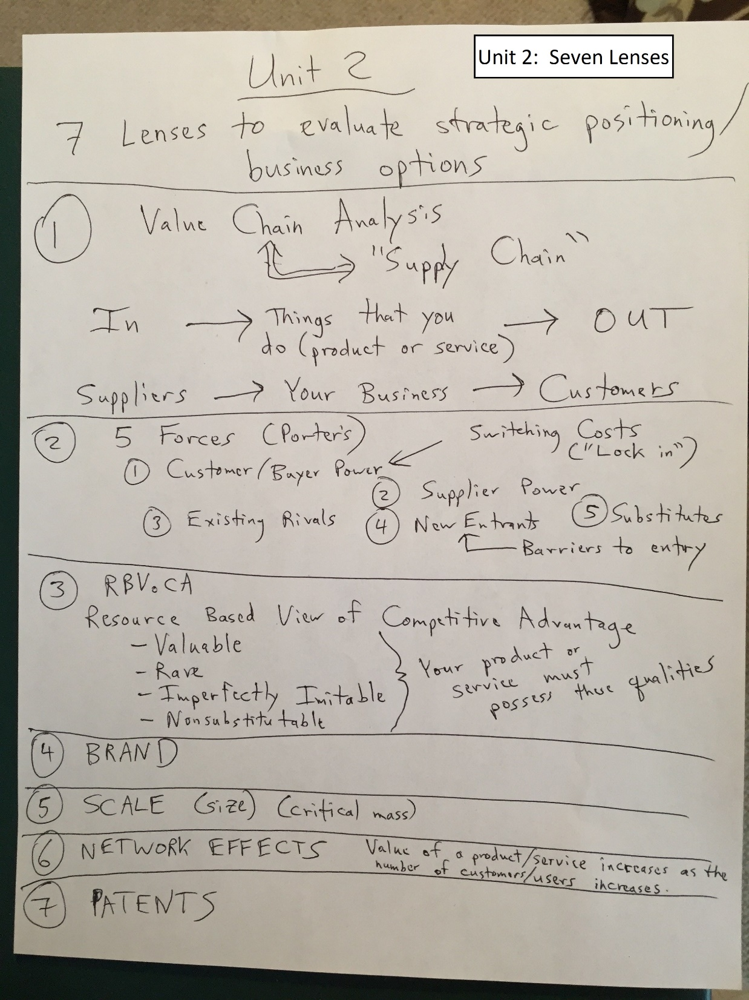 Unit 2: Seven Lenses
Unit 2
7 Lenses to evaluate strategic positioning/
business options
1 Value Chain Analysis
"Supply Chain"
In → Things that you → OUT
do (product or service)
Suppliers → Your Business → Customers
2 5 Forces (Porter's)
Switching Costs
("Lock in")
1 Customer/Buyer Power
2 Supplier Power
3 Existing Rivals
4 New Entrants
5 Substitutes
Barriers to entry
3 RBV.CA
Resource Based View of Competitive Advantage
- Valuable
- Rare
- Imperfectly Imitable
- Nonsubstitutable
Your product or
service must
possess these qualities
4 BRAND
5 SCALE (size) (critical mass)
6 NETWORK EFFECTS
Value of a product/service increases as the
number of customers/users increases.
7 PATENTS